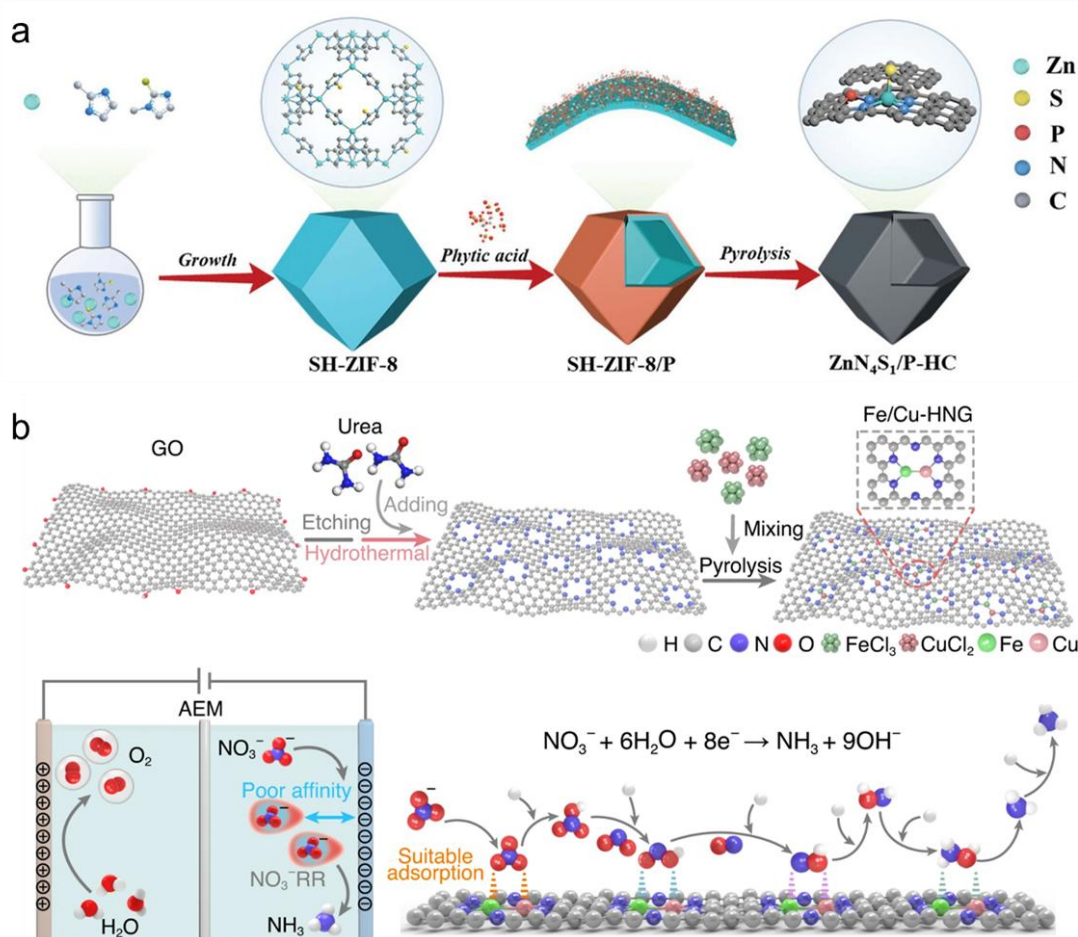 a
Zn
S
P
N
C
Growth
Phytic acid
Pyrolysis
SH-ZIF-8
SH-ZIF-8/P
ZnN₄S₁/P-HC
b
GO
Urea
Adding
Etching
Hydrothermal
Mixing
Pyrolysis
Fe/Cu-HNG
H C N O FeCl₃ CuCl₂ Fe Cu
AEM
O₂
H₂O
NO₃⁻
Poor affinity
NO₃⁻RR
NH₃
NO₃⁻ + 6H₂O + 8e⁻ → NH₃ + 9OH⁻
Suitable
adsorption